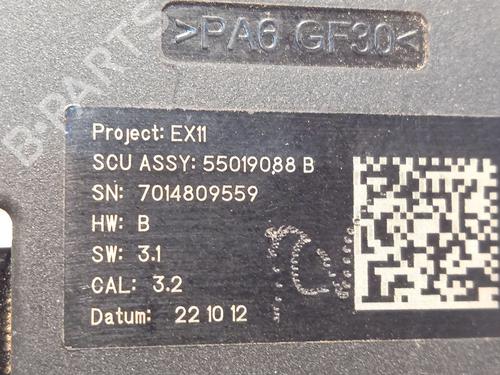 >PA6 GF30<
B-PARTS
Project: EX11
SCU ASSY: 55019088 B
SN: 7014809559
HW: B
SW: 3.1
CAL: 3.2
Datum: 22 10 12